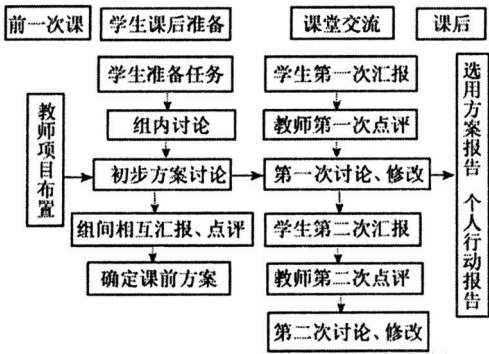 前一次课
学生课后准备
课堂交流
课后
教师项目布置
学生准备任务
组内讨论
初步方案讨论
组间相互汇报、点评
确定课前方案
学生第一次汇报
教师第一次点评
第一次讨论、修改
学生第二次汇报
教师第二次点评
第二次讨论、修改
选用方案报告 个人行动报告